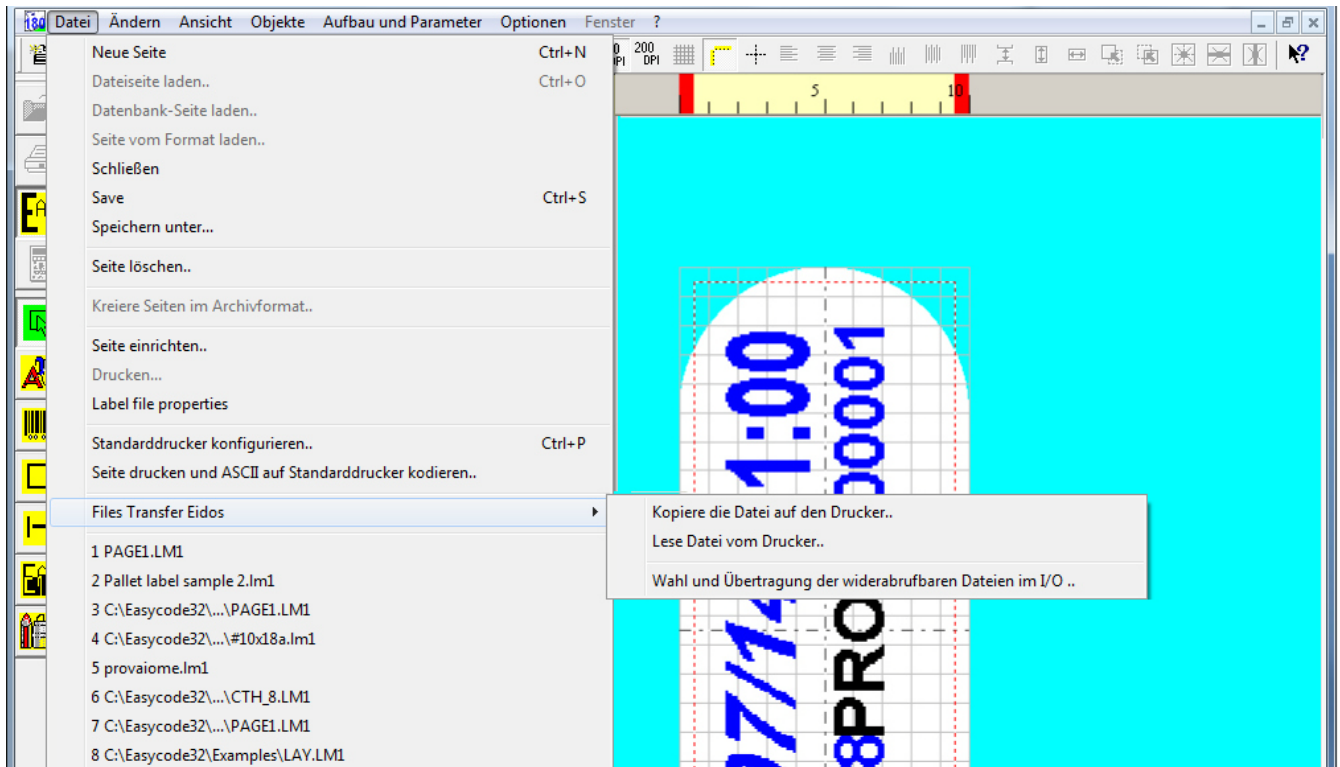 180
Datei Ändern Ansicht Objekte Aufbau und Parameter Optionen Fenster ?
200 DPI
Neue Seite Ctrl+N
Dateiseite laden.. Ctrl+O
Datenbank-Seite laden..
Seite vom Format laden..
Schließen
Save Ctrl+S
Speichern unter...
Seite löschen..
Kreiere Seiten im Archivformat..
Seite einrichten..
Drucken...
Label file properties
Standarddrucker konfigurieren.. Ctrl+P
Seite drucken und ASCII auf Standarddrucker kodieren..
Files Transfer Eidos
Kopiere die Datei auf den Drucker..
Lese Datei vom Drucker..
Wahl und Übertragung der widerabrufbaren Dateien im I/O ..
1 PAGE1.LM1
2 Pallet label sample 2.lm1
3 C:\Easycode32\...\PAGE1.LM1
4 C:\Easycode32\...\#10x18a.lm1
5 provaiome.lm1
6 C:\Easycode32\...\CTH_8.LM1
7 C:\Easycode32\...\PAGE1.LM1
8 C:\Easycode32\Examples\LAY.LM1
5 10
1:00
00001
97/14
8PRO